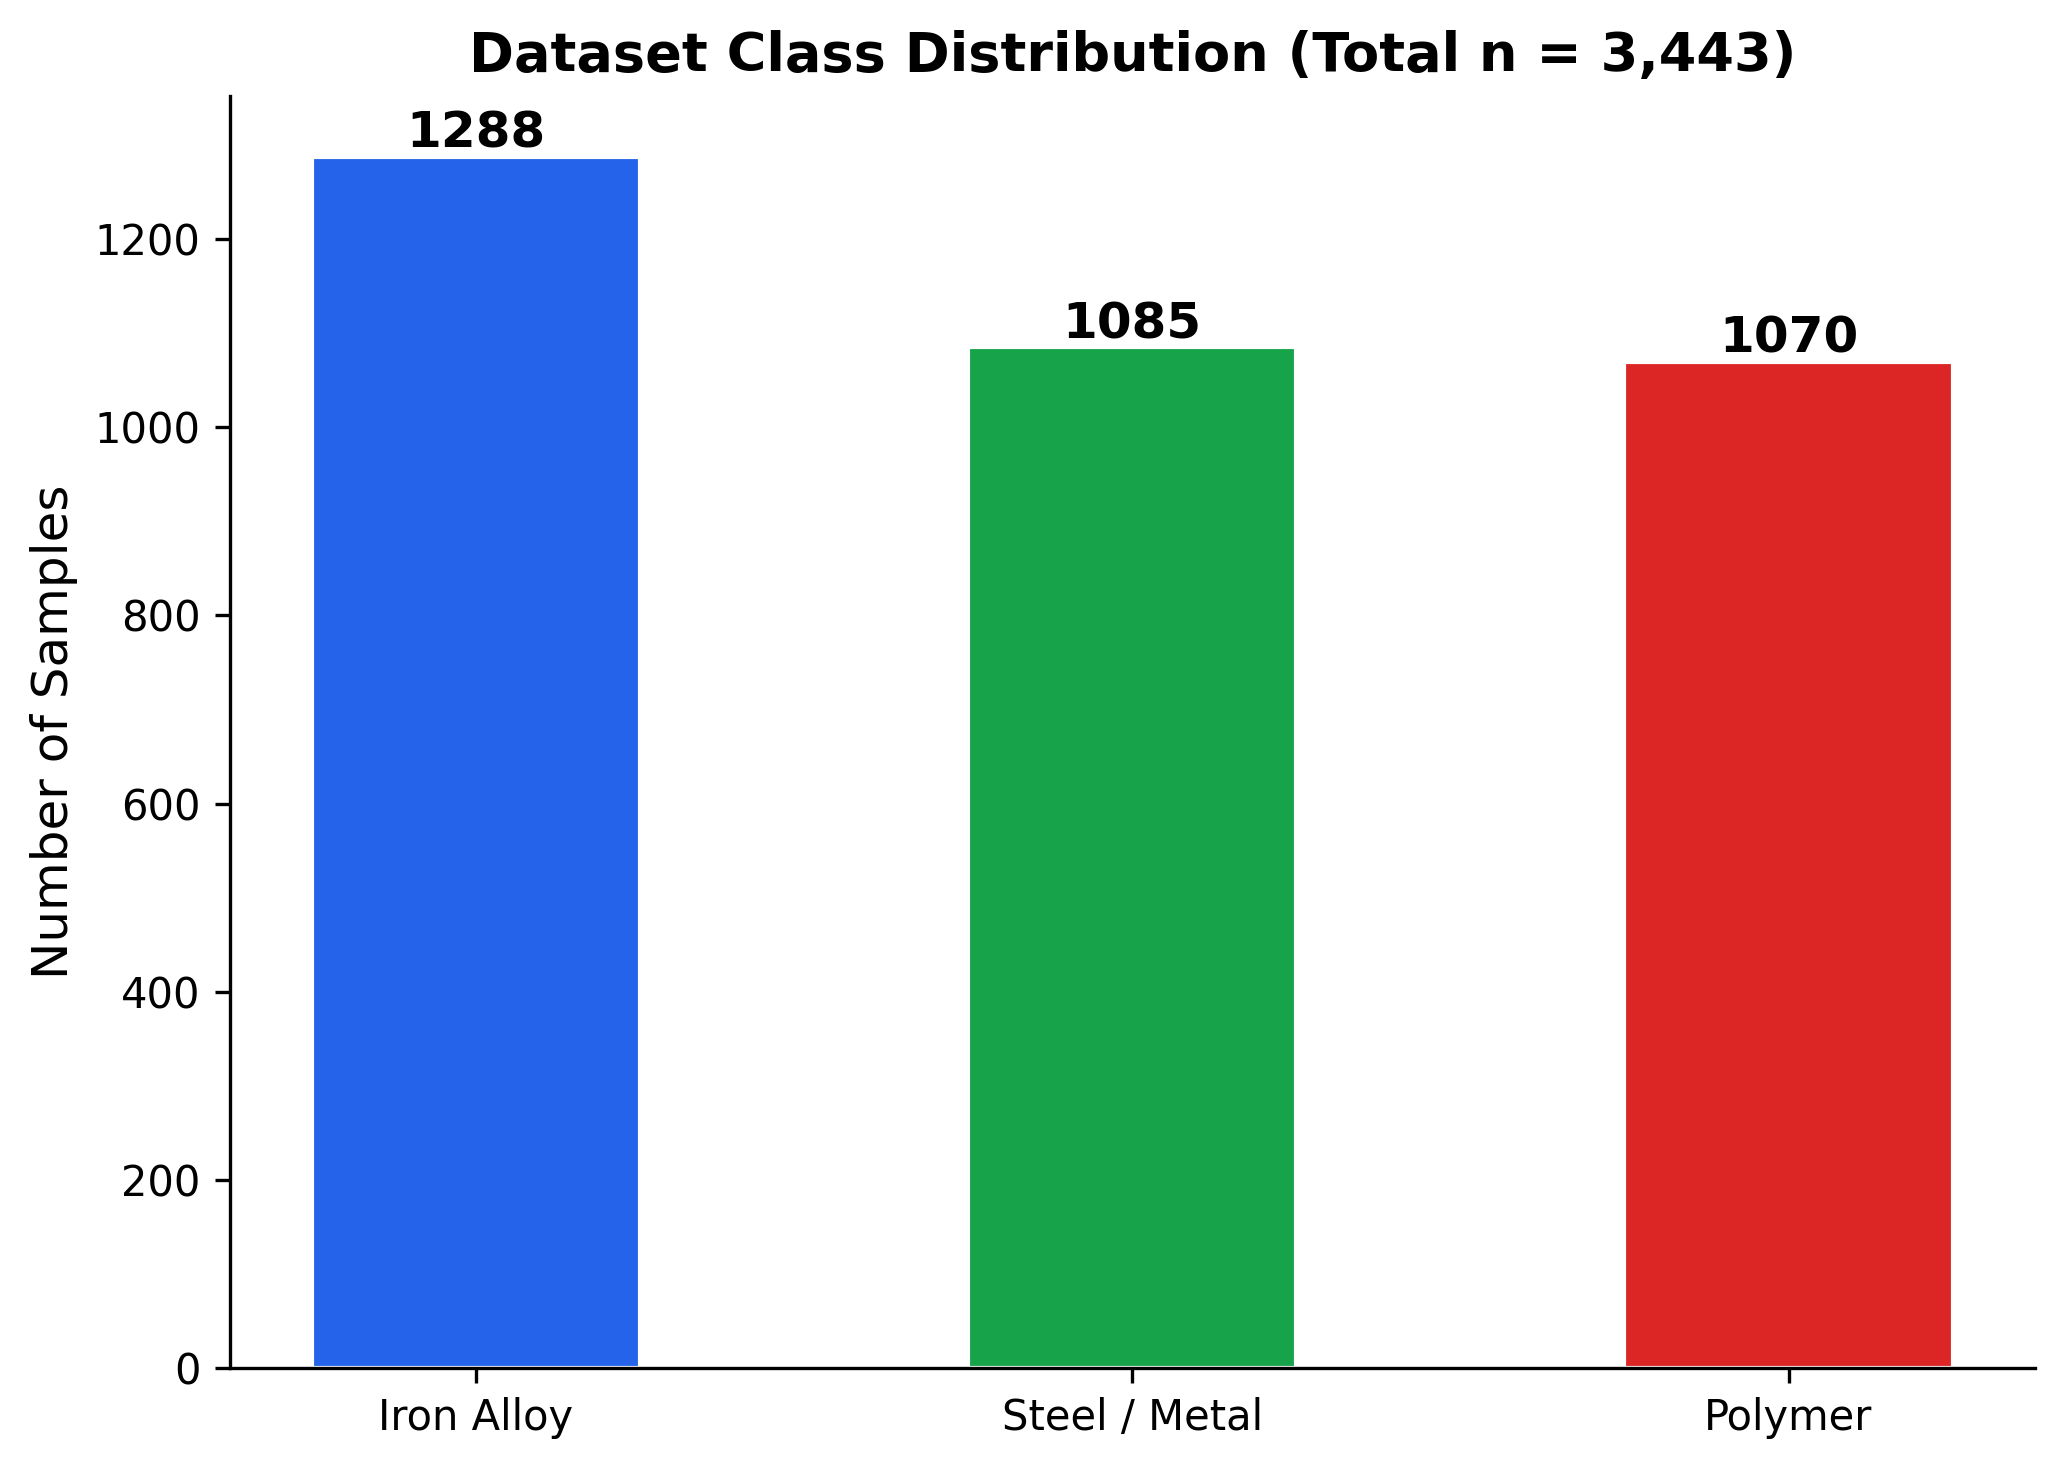 Dataset Class Distribution (Total n = 3,443)
1288
1085
1070
Number of Samples
1200
1000
800
600
400
200
0
Iron Alloy
Steel / Metal
Polymer